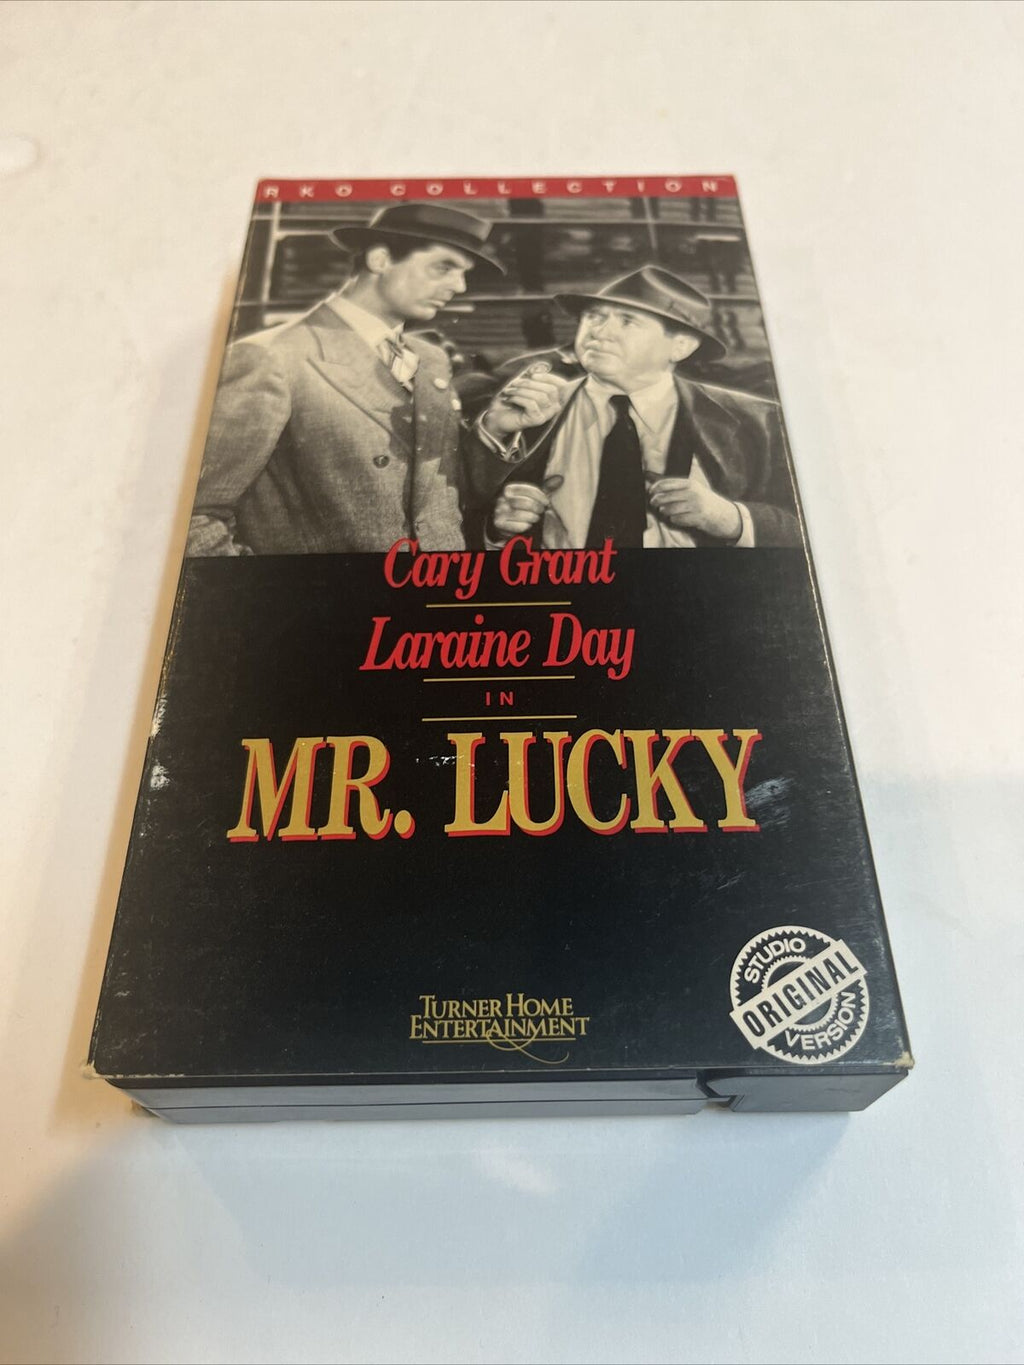 RKO COLLECTION
Cary Grant
Laraine Day
IN
MR. LUCKY
STUDIO
ORIGINAL
VERSION
TURNER HOME
ENTERTAINMENT